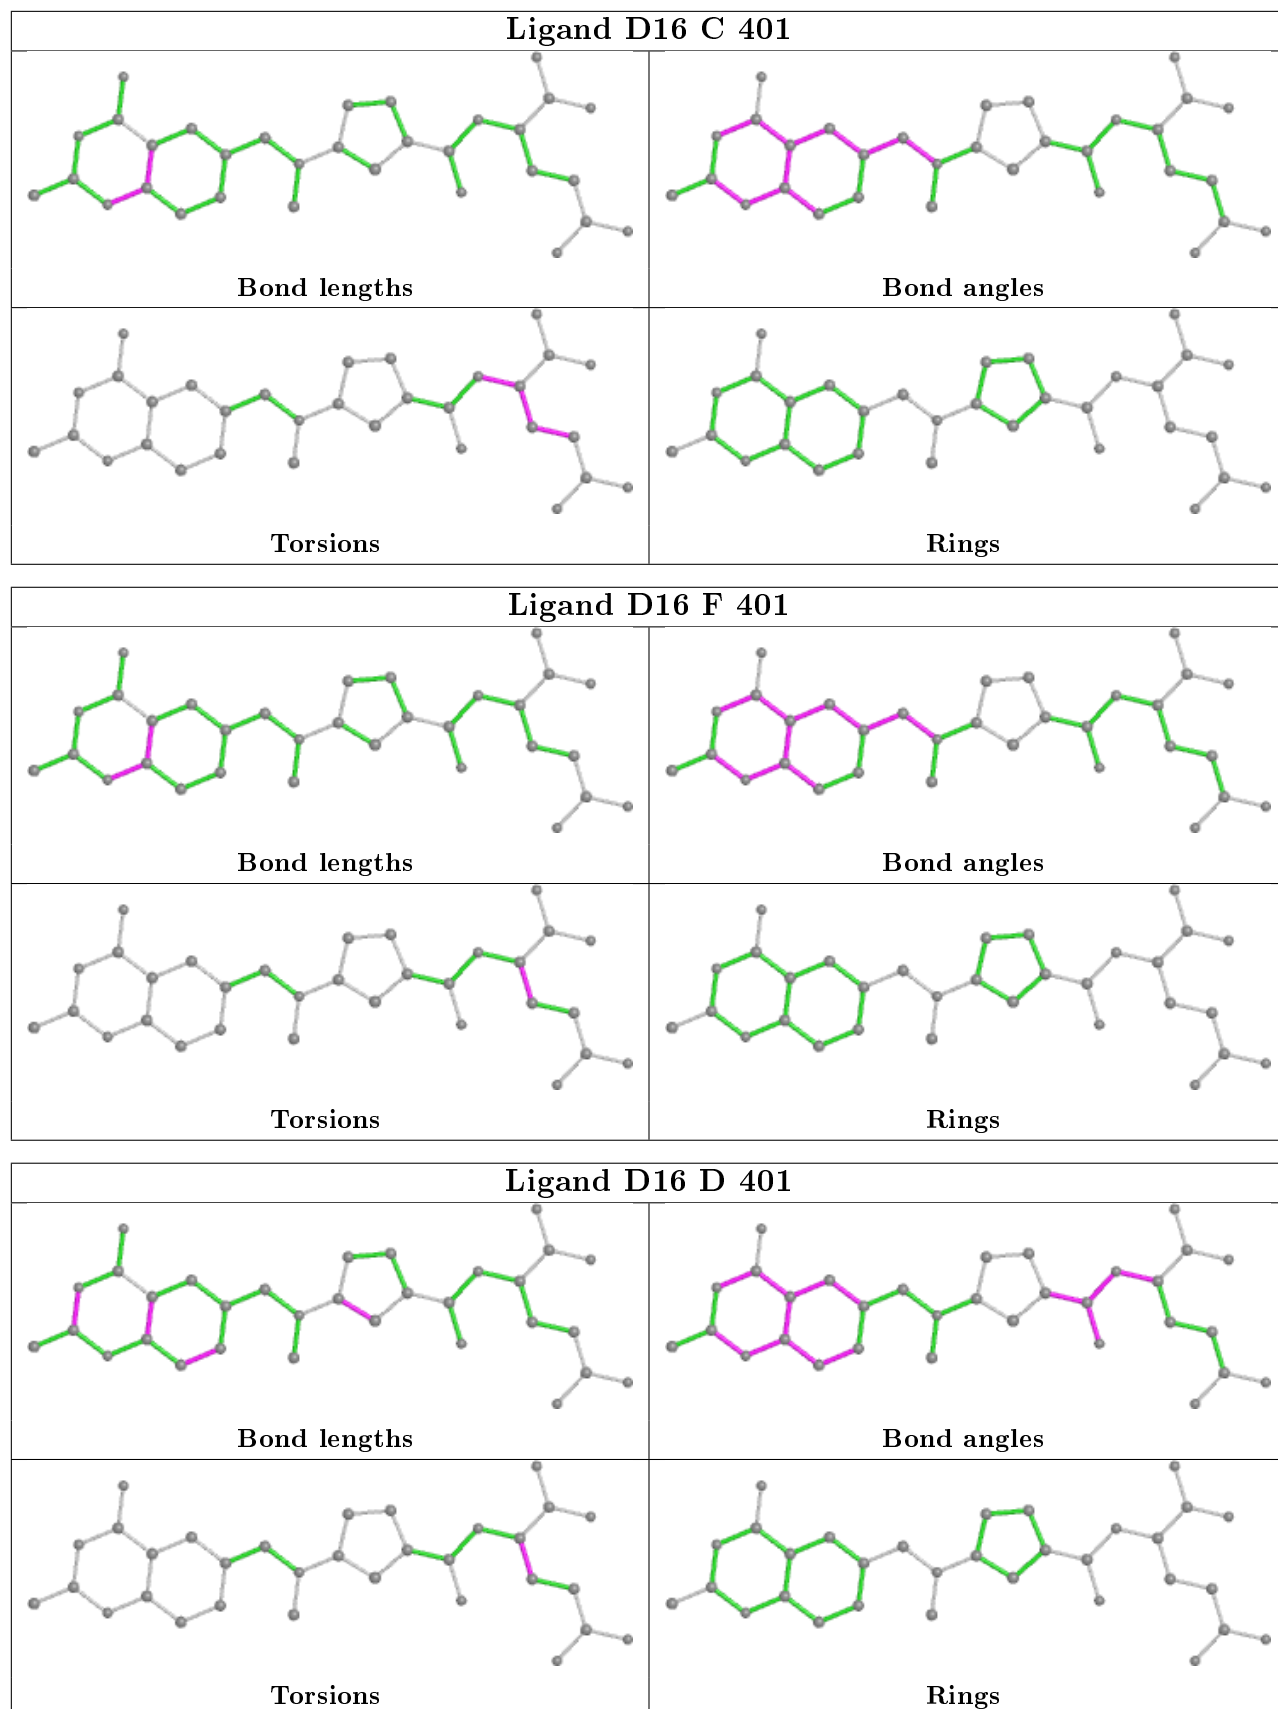 Ligand D16 C 401
Bond lengths
Bond angles
Torsions
Rings
Ligand D16 F 401
Bond lengths
Bond angles
Torsions
Rings
Ligand D16 D 401
Bond lengths
Bond angles
Torsions
Rings